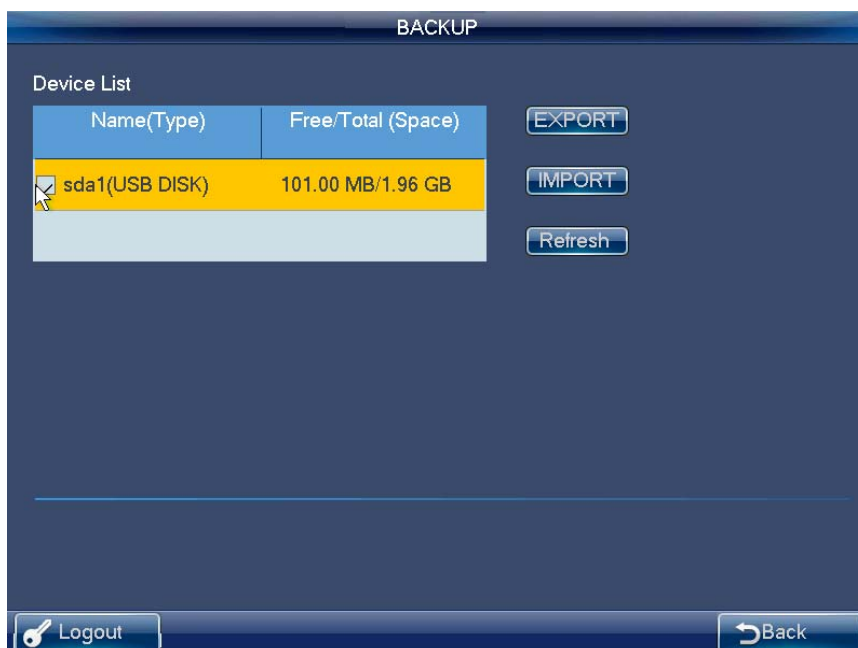 BACKUP
Device List
Name(Type) Free/Total (Space)
EXPORT
sda1(USB DISK) 101.00 MB/1.96 GB
IMPORT
Refresh
Logout
Back